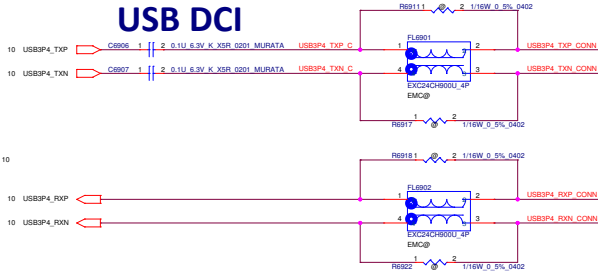 USB DCI
R6911 1 @ 2 1/16W_0_5%_0402
FL6901
10 USB3P4_TXP C6906 1 2 0.1U_6.3V_K_X5R_0201_MURATA USB3P4_TXP_C 1 2 USB3P4_TXP_CONN
10 USB3P4_TXN C6907 1 2 0.1U_6.3V_K_X5R_0201_MURATA USB3P4_TXN_C 4 3 USB3P4_TXN_CONN
EXC24CH900U_4P
EMC@
R6917 1 @ 2 1/16W_0_5%_0402
10
R6918 1 @ 2 1/16W_0_5%_0402
FL6902
10 USB3P4_RXP 1 2 USB3P4_RXP_CONN
10 USB3P4_RXN 4 3 USB3P4_RXN_CONN
EXC24CH900U_4P
EMC@
R6922 1 @ 2 1/16W_0_5%_0402